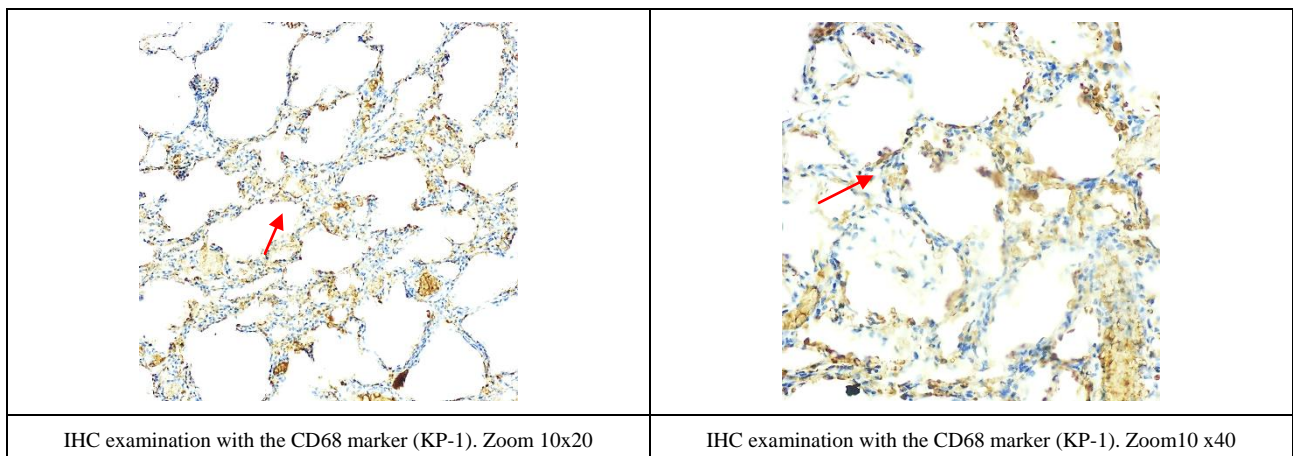 IHC examination with the CD68 marker (KP-1). Zoom 10x20
IHC examination with the CD68 marker (KP-1). Zoom10 x40